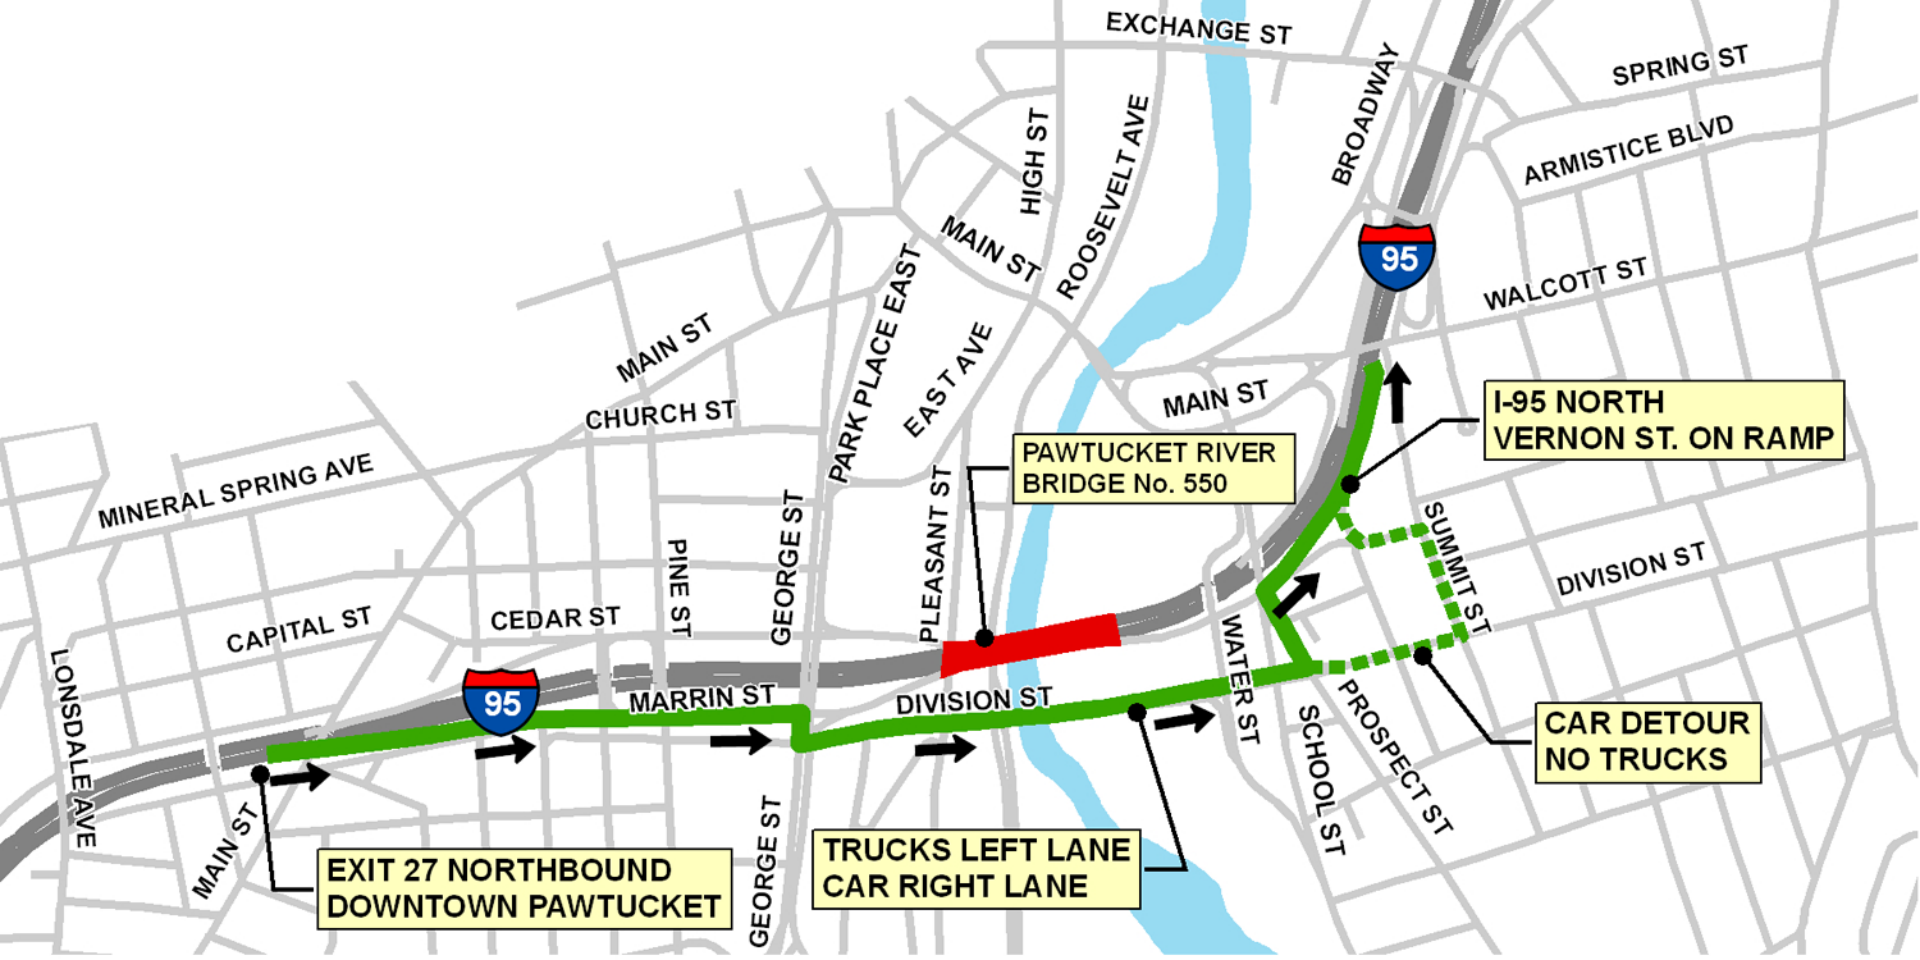 EXCHANGE ST
SPRING ST
BROADWAY
ARMISTICE BLVD
HIGH ST
ROOSEVELT AVE
MAIN ST
95
WALCOTT ST
PARK PLACE EAST
MAIN ST
EAST AVE
MAIN ST
CHURCH ST
I-95 NORTH
VERNON ST. ON RAMP
PAWTUCKET RIVER
BRIDGE No. 550
MINERAL SPRING AVE
PLEASANT ST
GEORGE ST
SUMMIT ST
PINE ST
DIVISION ST
CAPITAL ST
CEDAR ST
WATER ST
LONSDALE AVE
95
MARRIN ST
DIVISION ST
PROSPECT ST
SCHOOL ST
CAR DETOUR
NO TRUCKS
MAIN ST
GEORGE ST
TRUCKS LEFT LANE
CAR RIGHT LANE
EXIT 27 NORTHBOUND
DOWNTOWN PAWTUCKET